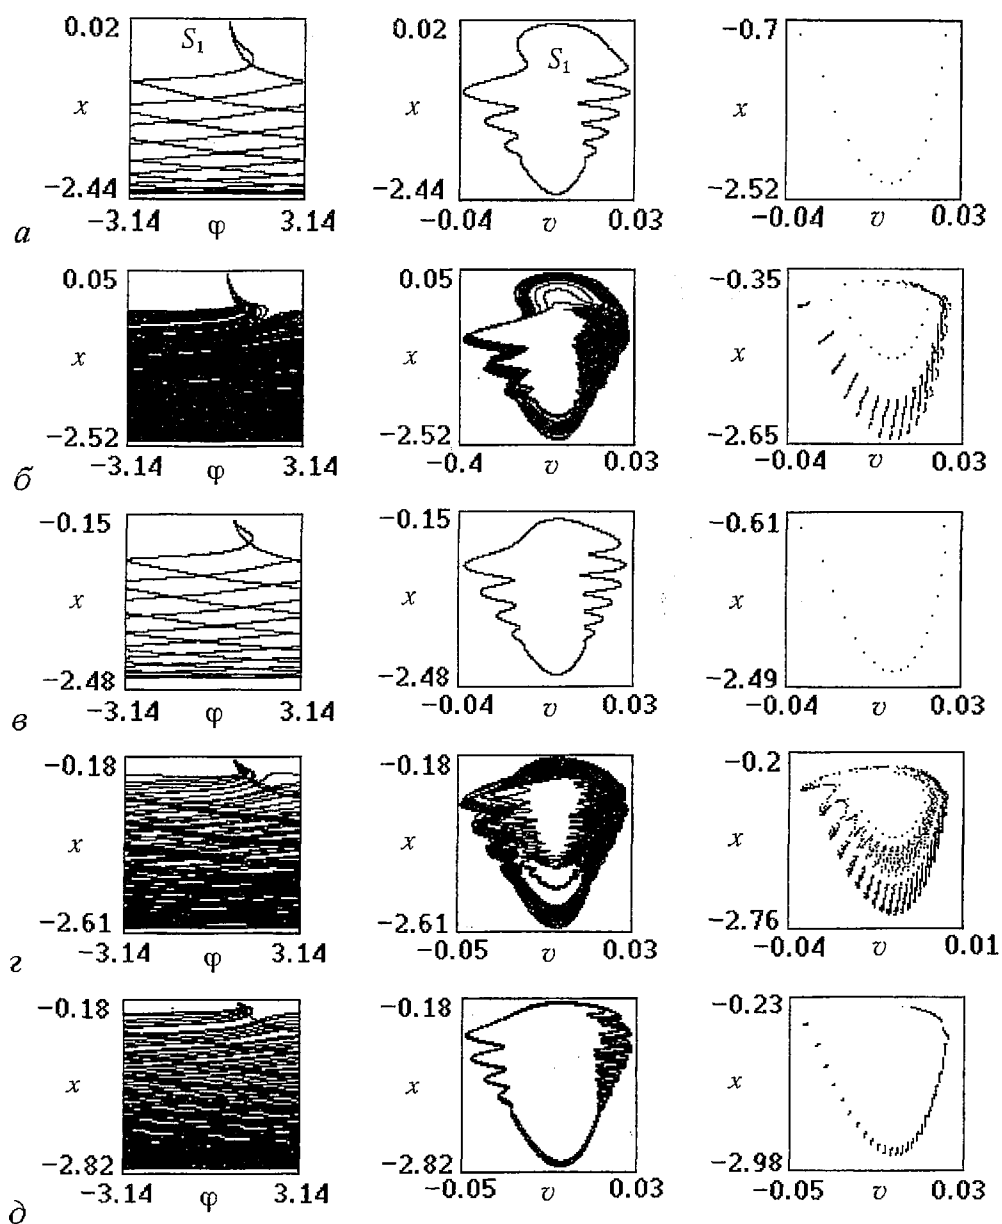 0.02 0.02 −0.7
S₁ S₁
x x x
−2.44 −2.44 −2.52
−3.14 φ 3.14 −0.04 v 0.03 −0.04 v 0.03
а
0.05 0.05 −0.35
x x x
−2.52 −2.52 −2.65
−3.14 φ 3.14 −0.4 v 0.03 −0.04 v 0.03
б
−0.15 −0.15 −0.61
x x x
−2.48 −2.48 −2.49
−3.14 φ 3.14 −0.04 v 0.03 −0.04 v 0.03
в
−0.18 −0.18 −0.2
x x x
−2.61 −2.61 −2.76
−3.14 φ 3.14 −0.05 v 0.03 −0.04 v 0.01
г
−0.18 −0.18 −0.23
x x x
−2.82 −2.82 −2.98
−3.14 φ 3.14 −0.05 v 0.03 −0.05 v 0.03
д